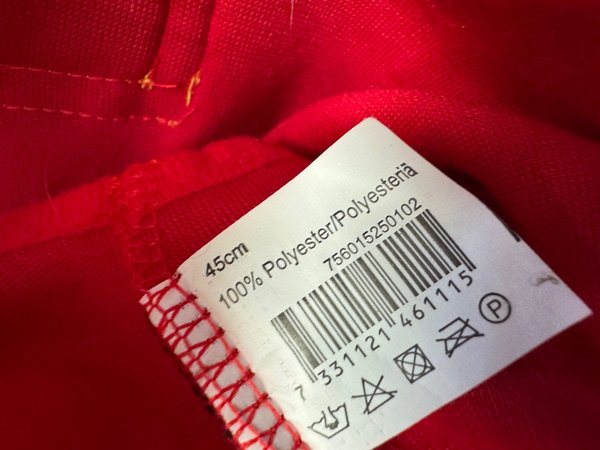 45cm
100% Polyester/Polyesteriä
756015250102
7 331121 461115
P